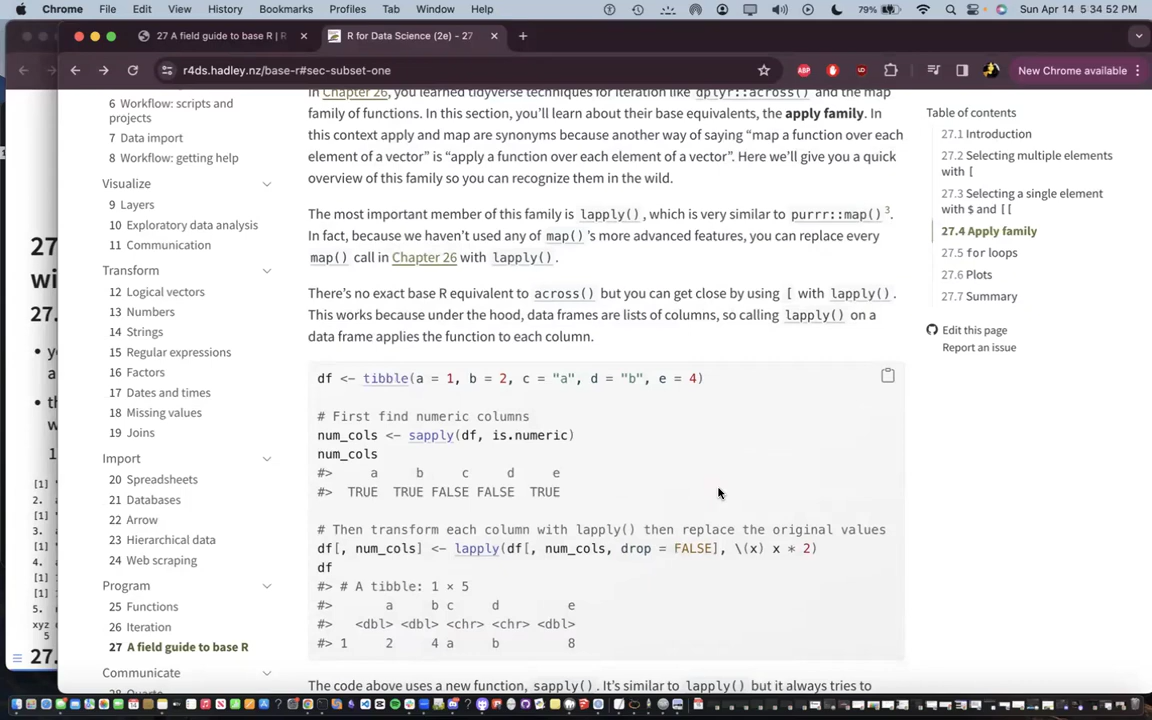 Chrome File Edit View History Bookmarks Profiles Tab Window Help 79% Sun Apr 14 5:34:52 PM
27 A field guide to base R | R
R for Data Science (2e) - 27
r4ds.hadley.nz/base-r#sec-subset-one
ABP
New Chrome available
6 Workflow: scripts and
projects
7 Data import
8 Workflow: getting help
Visualize
9 Layers
10 Exploratory data analysis
11 Communication
Transform
12 Logical vectors
13 Numbers
14 Strings
15 Regular expressions
16 Factors
17 Dates and times
18 Missing values
19 Joins
Import
20 Spreadsheets
21 Databases
22 Arrow
23 Hierarchical data
24 Web scraping
Program
25 Functions
26 Iteration
27 A field guide to base R
Communicate
28 Quarto
In Chapter 26, you learned tidyverse techniques for iteration like dplyr::across() and the map
family of functions. In this section, you'll learn about their base equivalents, the apply family. In
this context apply and map are synonyms because another way of saying “map a function over each
element of a vector” is “apply a function over each element of a vector”. Here we'll give you a quick
overview of this family so you can recognize them in the wild.
The most important member of this family is lapply(), which is very similar to purrr::map() 3.
In fact, because we haven't used any of map()'s more advanced features, you can replace every
map() call in Chapter 26 with lapply().
There's no exact base R equivalent to across() but you can get close by using [ with lapply().
This works because under the hood, data frames are lists of columns, so calling lapply() on a
data frame applies the function to each column.
df <- tibble(a = 1, b = 2, c = "a", d = "b", e = 4)
# First find numeric columns
num_cols <- sapply(df, is.numeric)
num_cols
#> a b c d e
#> TRUE TRUE FALSE FALSE TRUE
# Then transform each column with lapply() then replace the original values
df[, num_cols] <- lapply(df[, num_cols, drop = FALSE], \(x) x * 2)
df
#> # A tibble: 1 × 5
#> a b c d e
#> <dbl> <dbl> <chr> <chr> <dbl>
#> 1 2 4 a b 8
The code above uses a new function, sapply(). It's similar to lapply() but it always tries to
Table of contents
27.1 Introduction
27.2 Selecting multiple elements
with [
27.3 Selecting a single element
with $ and [[
27.4 Apply family
27.5 for loops
27.6 Plots
27.7 Summary
Edit this page
Report an issue
27.
wi
27.
1
[1]
2.
[1]
3.
[1]
4.
5.
xyz
5
27.